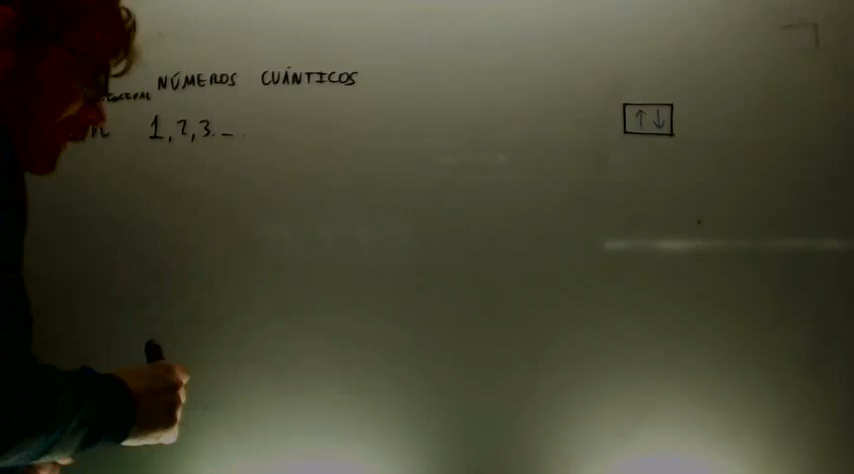 NÚMEROS CUÁNTICOS
n 1, 2, 3...
↑↓